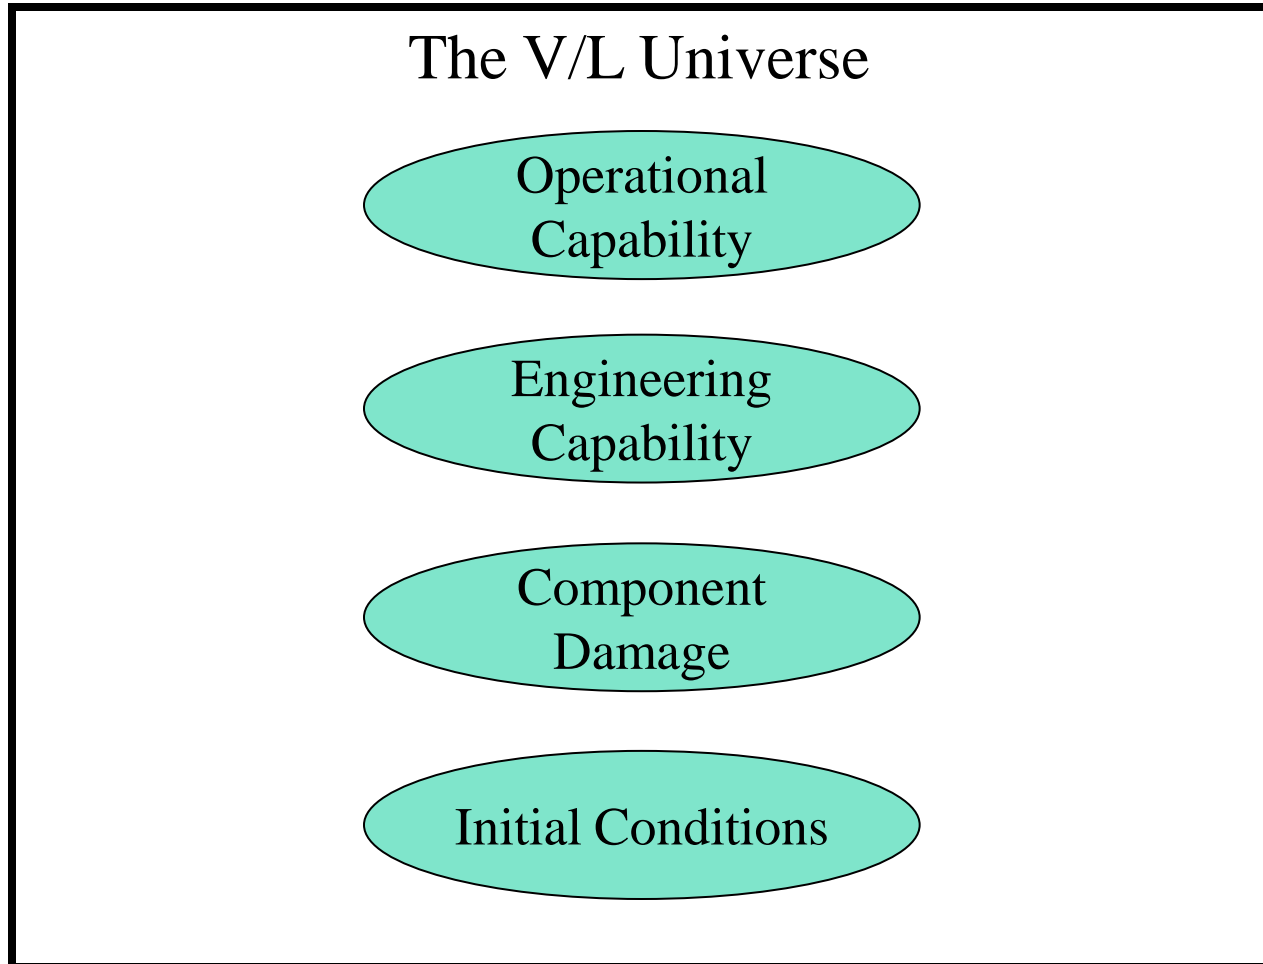 The V/L Universe
Operational
Capability
Engineering
Capability
Component
Damage
Initial Conditions